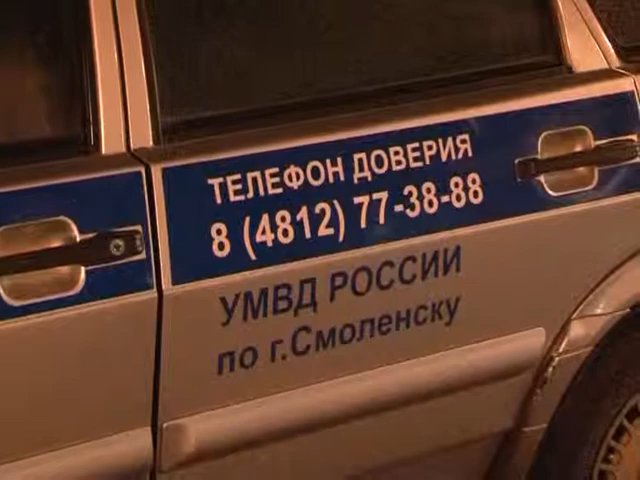 ТЕЛЕФОН ДОВЕРИЯ
8 (4812) 77-38-88
УМВД РОССИИ
по г.Смоленску